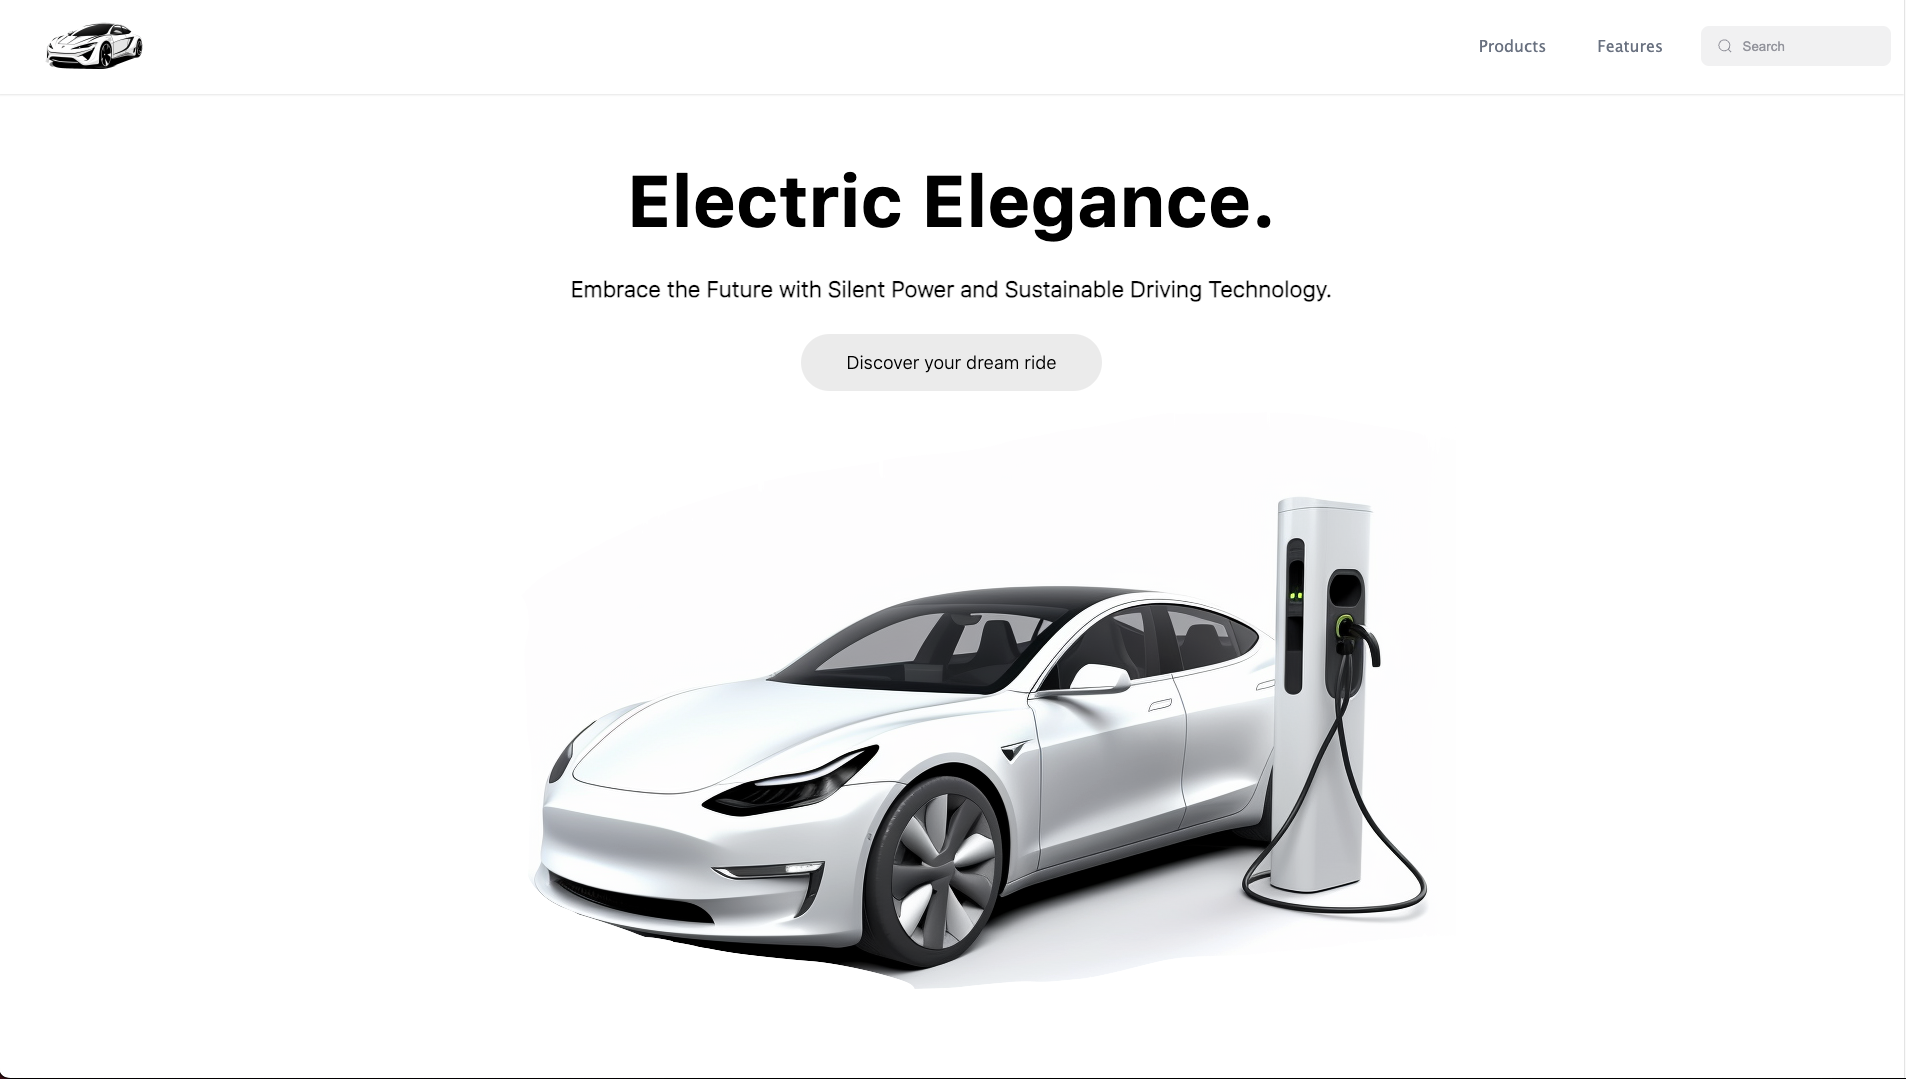 Products
Features
Search
Electric Elegance.
Embrace the Future with Silent Power and Sustainable Driving Technology.
Discover your dream ride